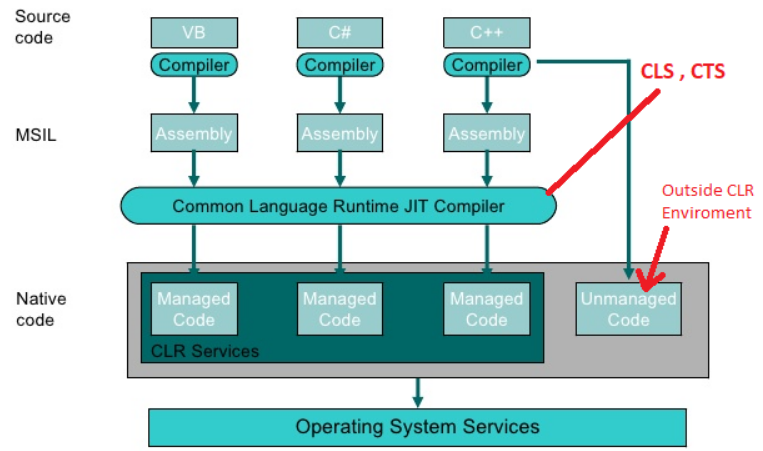 Source
code
VB
C#
C++
Compiler
Compiler
Compiler
CLS , CTS
MSIL
Assembly
Assembly
Assembly
Common Language Runtime JIT Compiler
Outside CLR
Enviroment
Native
code
Managed
Code
Managed
Code
Managed
Code
Unmanaged
Code
CLR Services
Operating System Services